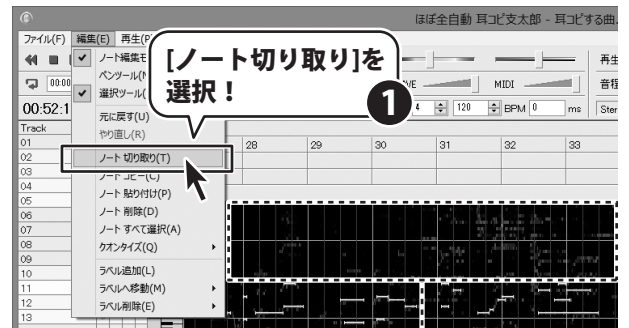 ほぼ全自動 耳コピ支太郎 - 耳コピする曲.
ファイル(F) 編集(E) 再生(P)
[ノート切り取り]を
選択！
1
再生
ペンツール(N
選択ツール(
VE MIDI 音程
00:00
00:52:1
元に戻す(U)
4 120 BPM 0 ms Ster
Track
やり直し(R)
01 28 29 30 31 32 33
02 ノート 切り取り(T)
03 ノート コピー(C)
04
05 ノート 貼り付け(P)
06 ノート 削除(D)
07 ノート すべて選択(A)
08 クオンタイズ(Q)
09
10 ラベル追加(L)
11 ラベルへ移動(M)
12 ラベル削除(E)
13